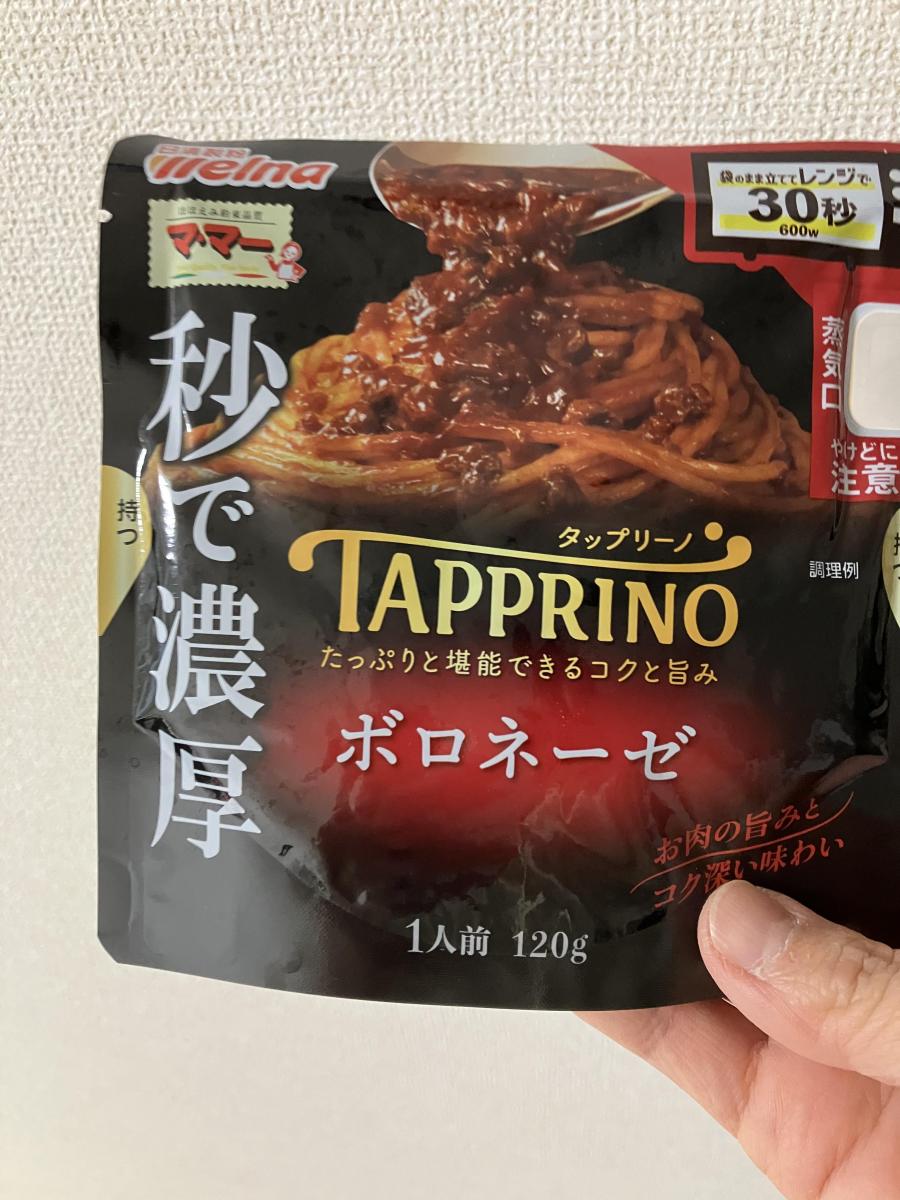 日清製粉
Welna
マ・マー
袋のまま立ててレンジで
30秒
600w
蒸気口
やけどに
注意
秒で濃厚
持つ
タップリーノ
TAPPRINO
調理例
たっぷりと堪能できるコクと旨み
ボロネーゼ
お肉の旨みと
コク深い味わい
1人前 120g